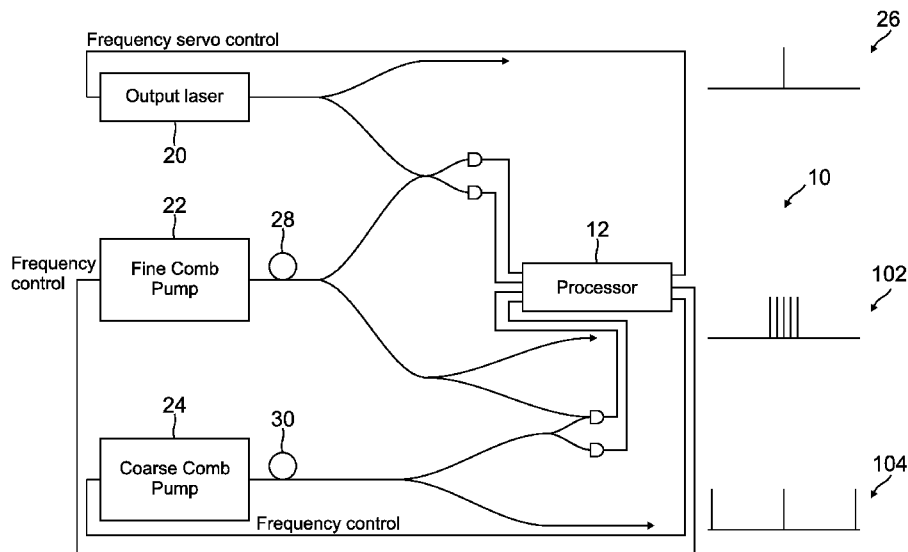 Frequency servo control
26
Output laser
20
10
22
28
12
Frequency
control
Fine Comb
Pump
Processor
102
24
30
Coarse Comb
Pump
104
Frequency control